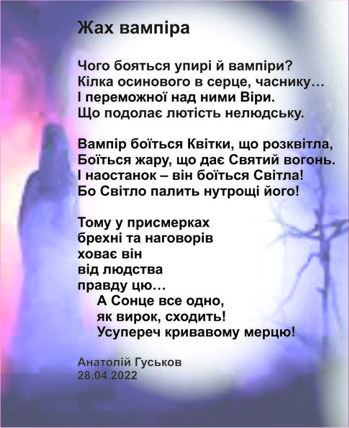 Жах вампіра
Чого бояться упирі й вампіри?
Кілка осинового в серце, часнику...
І переможної над ними Віри.
Що подолає лютість нелюдську.
Вампір боїться Квітки, що розквітла,
Боїться жару, що дає Святий вогонь.
І наостанок – він боїться Світла!
Бо Світло палить нутрощі його!
Тому у присмерках
брехні та наговорів
ховає він
від людства
правду цю...
А Сонце все одно,
як вирок, сходить!
Усупереч кривавому мерцю!
Анатолій Гуськов
28.04.2022